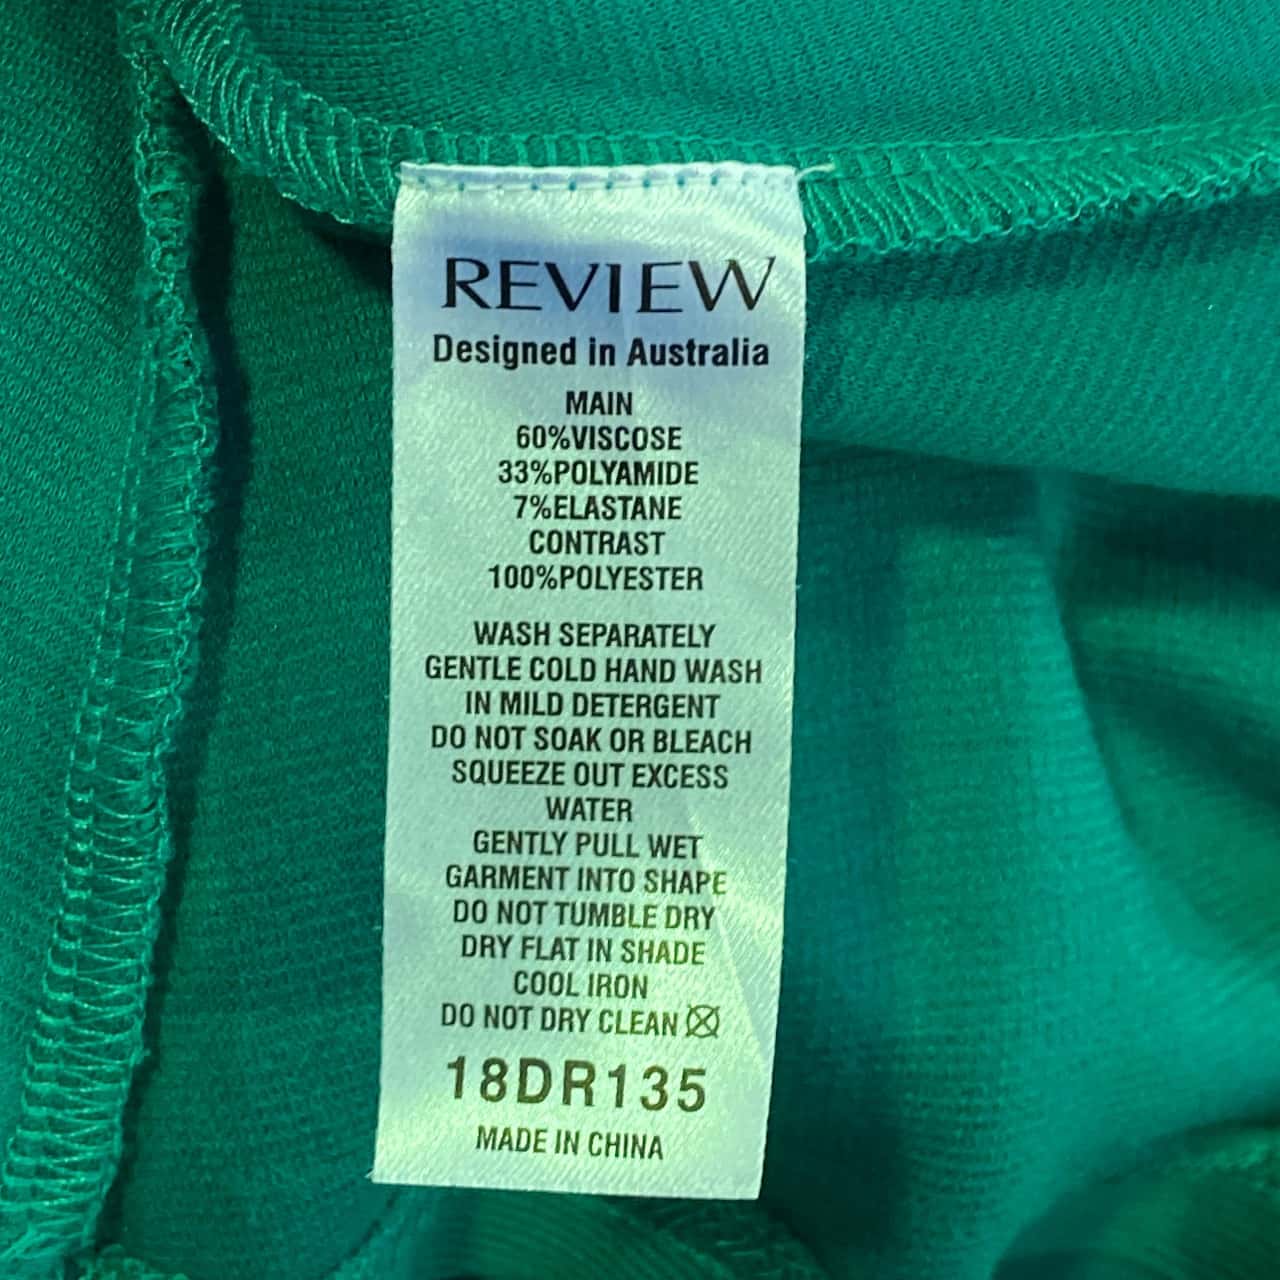 REVIEW
Designed in Australia
MAIN
60%VISCOSE
33%POLYAMIDE
7%ELASTANE
CONTRAST
100%POLYESTER
WASH SEPARATELY
GENTLE COLD HAND WASH
IN MILD DETERGENT
DO NOT SOAK OR BLEACH
SQUEEZE OUT EXCESS
WATER
GENTLY PULL WET
GARMENT INTO SHAPE
DO NOT TUMBLE DRY
DRY FLAT IN SHADE
COOL IRON
DO NOT DRY CLEAN
18DR135
MADE IN CHINA